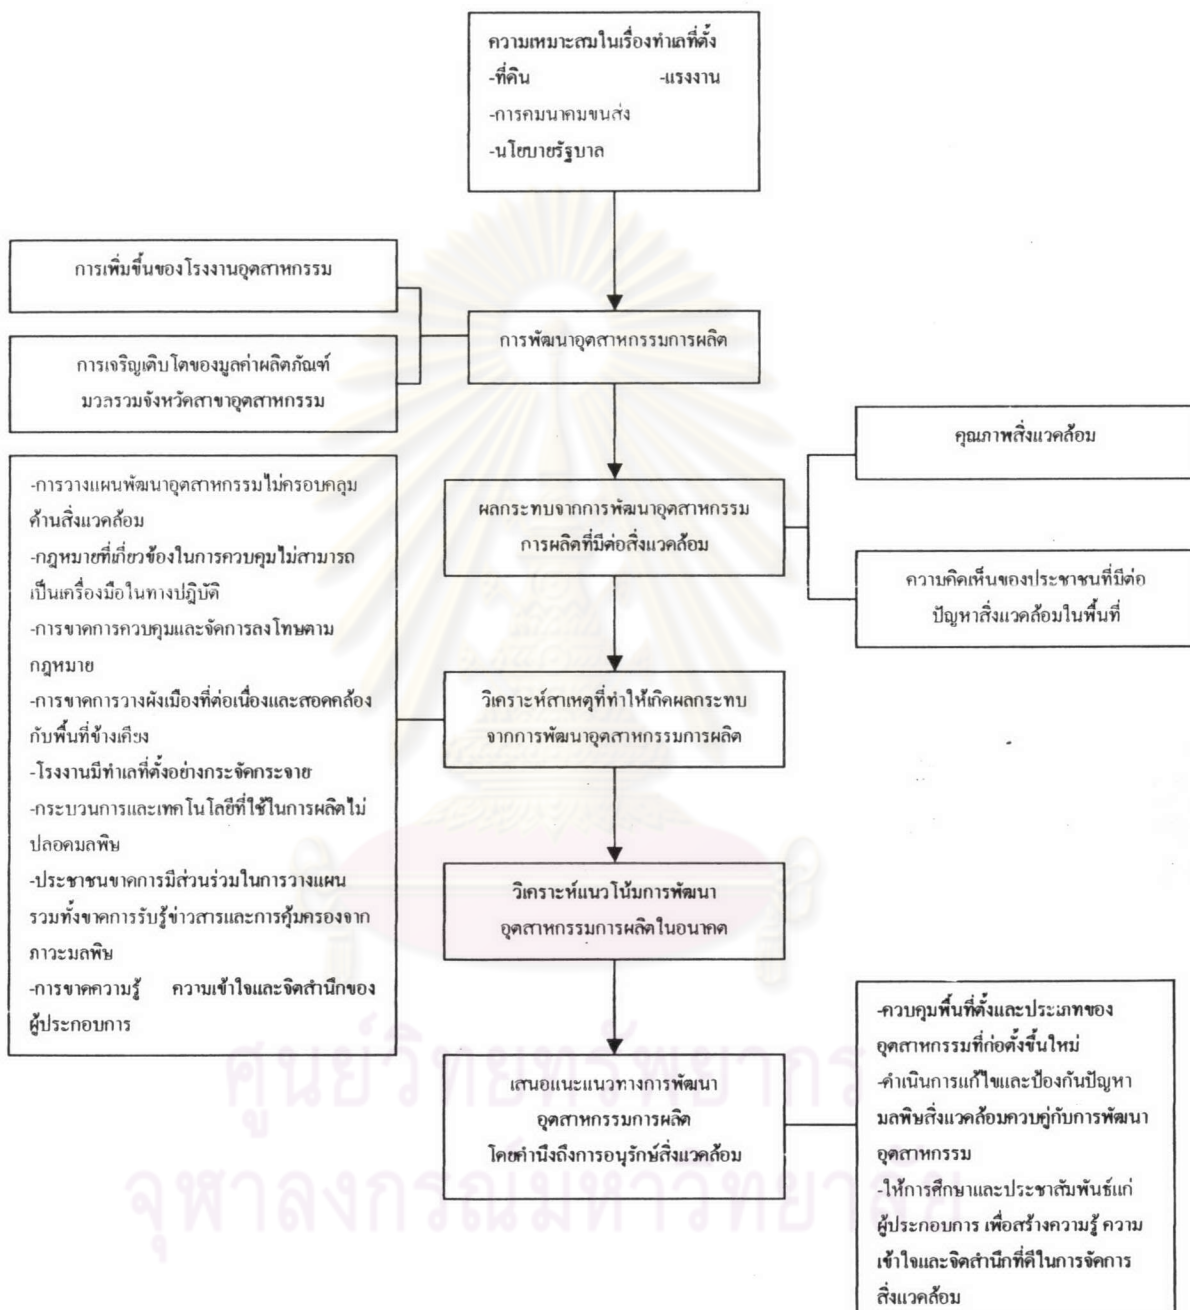 ความเหมาะสมในเรื่องทำเลที่ตั้ง
-ที่ดิน -แรงงาน
-การคมนาคมขนส่ง
-นโยบายรัฐบาล
การเพิ่มขึ้นของโรงงานอุตสาหกรรม
การพัฒนาอุตสาหกรรมการผลิต
การเจริญเติบโตของมูลค่าผลิตภัณฑ์
มวลรวมจังหวัดสาขาอุตสาหกรรม
คุณภาพสิ่งแวดล้อม
ผลกระทบจากการพัฒนาอุตสาหกรรม
การผลิตที่มีต่อสิ่งแวดล้อม
ความคิดเห็นของประชาชนที่มีต่อ
ปัญหาสิ่งแวดล้อมในพื้นที่
-การวางแผนพัฒนาอุตสาหกรรมไม่ครอบคลุม
ด้านสิ่งแวดล้อม
-กฎหมายที่เกี่ยวข้องในการควบคุมไม่สามารถ
เป็นเครื่องมือในทางปฎิบัติ
-การขาดการควบคุมและจัดการลงโทษตาม
กฎหมาย
-การขาดการวางผังเมืองที่ต่อเนื่องและสอดคล้อง
กับพื้นที่ข้างเคียง
-โรงงานมีทำเลที่ตั้งอย่างกระจัดกระจาย
-กระบวนการและเทคโนโลยีที่ใช้ในการผลิตไม่
ปลอดมลพิษ
-ประชาชนขาดการมีส่วนร่วมในการวางแผน
รวมทั้งขาดการรับรู้ข่าวสารและการคุ้มครองจาก
ภาวะมลพิษ
-การขาดความรู้ ความเข้าใจและจิตสำนึกของ
ผู้ประกอบการ
วิเคราะห์สาเหตุที่ทำให้เกิดผลกระทบ
จากการพัฒนาอุตสาหกรรมการผลิต
วิเคราะห์แนวโน้มการพัฒนา
อุตสาหกรรมการผลิตในอนาคต
เสนอแนะแนวทางการพัฒนา
อุตสาหกรรมการผลิต
โดยคำนึงถึงการอนุรักษ์สิ่งแวดล้อม
-ควบคุมพื้นที่ตั้งและประเภทของ
อุตสาหกรรมที่ก่อตั้งขึ้นใหม่
-ดำเนินการแก้ไขและป้องกันปัญหา
มลพิษสิ่งแวดล้อมควบคู่กับการพัฒนา
อุตสาหกรรม
-ให้การศึกษาและประชาสัมพันธ์แก่
ผู้ประกอบการ เพื่อสร้างความรู้ ความ
เข้าใจและจิตสำนึกที่ดีในการจัดการ
สิ่งแวดล้อม
ศูนย์วิทยทรัพยากร
จุฬาลงกรณ์มหาวิทยาลัย